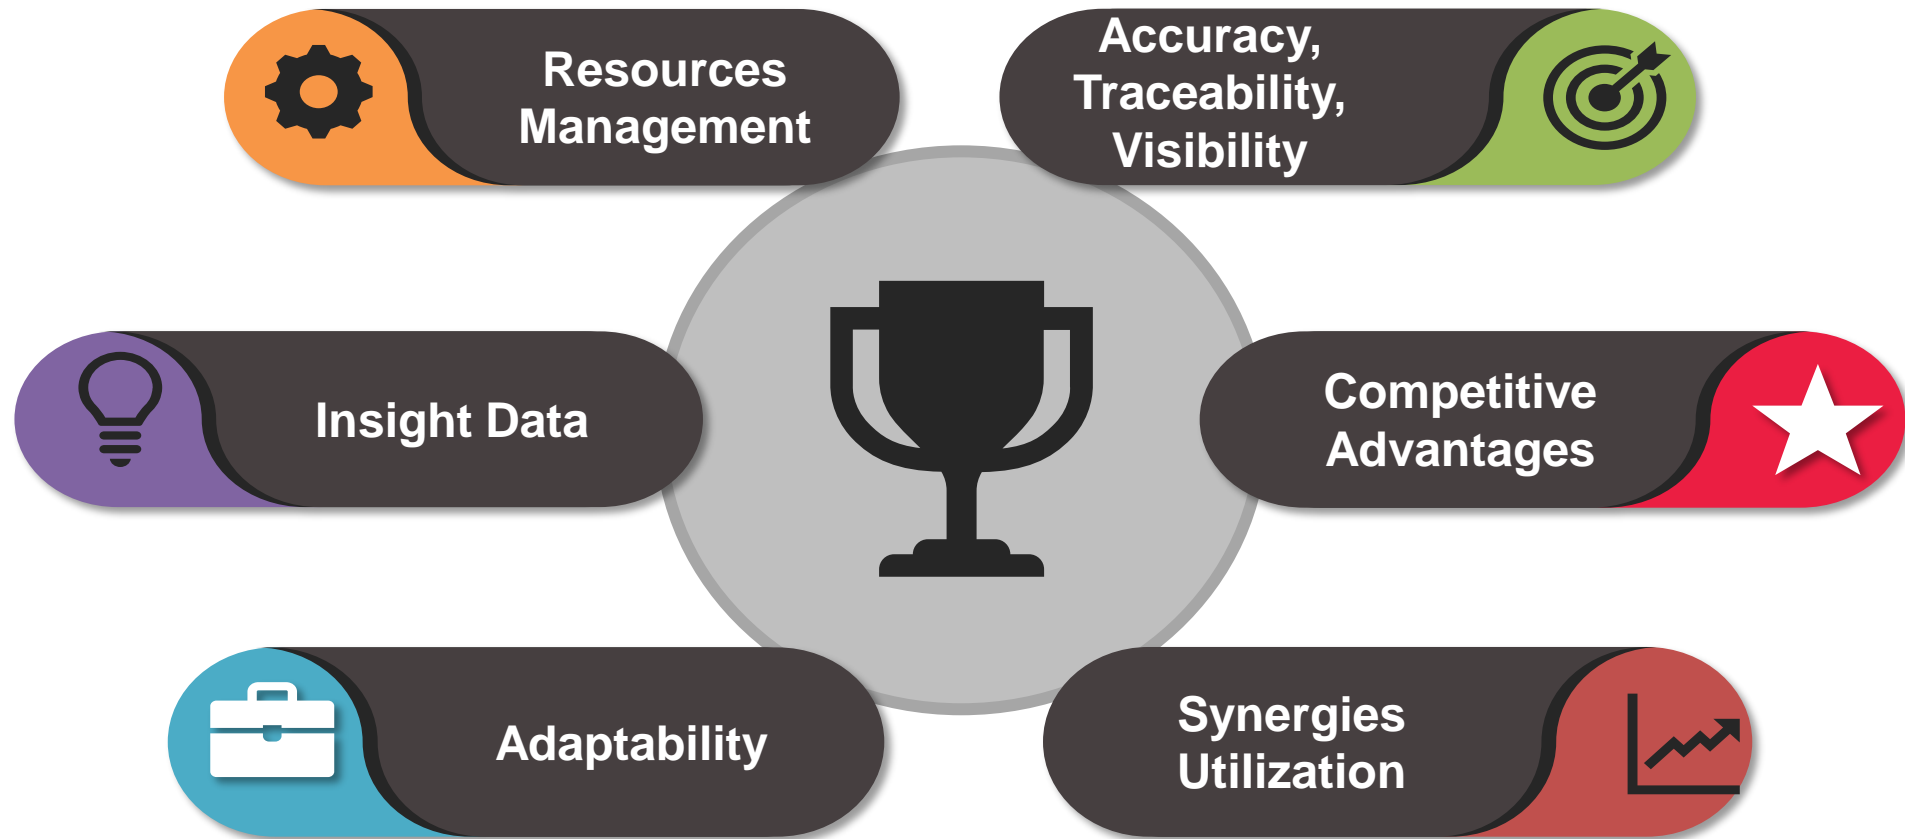 Resources
Management
Accuracy,
Traceability,
Visibility
Insight Data
Competitive
Advantages
Adaptability
Synergies
Utilization